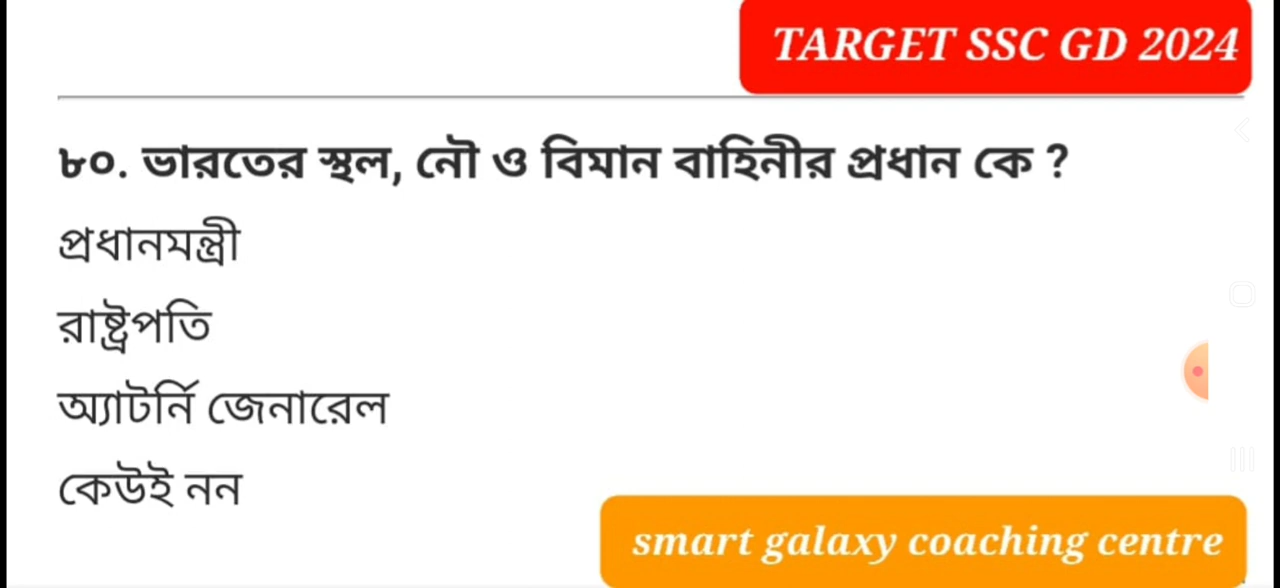 TARGET SSC GD 2024
৮০. ভারতের স্থল, নৌ ও বিমান বাহিনীর প্রধান কে ?
প্রধানমন্ত্রী
রাষ্ট্রপতি
অ্যাটর্নি জেনারেল
কেউই নন
smart galaxy coaching centre